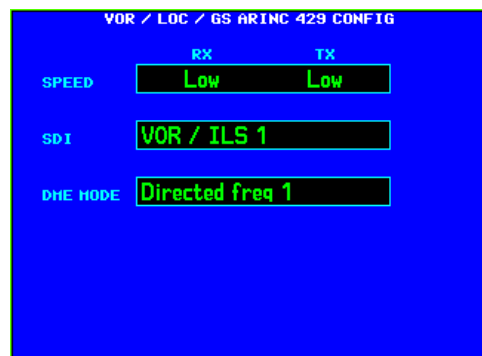 VOR / LOC / GS ARINC 429 CONFIG
RX TX
SPEED Low Low
SDI VOR / ILS 1
DME MODE Directed freq 1